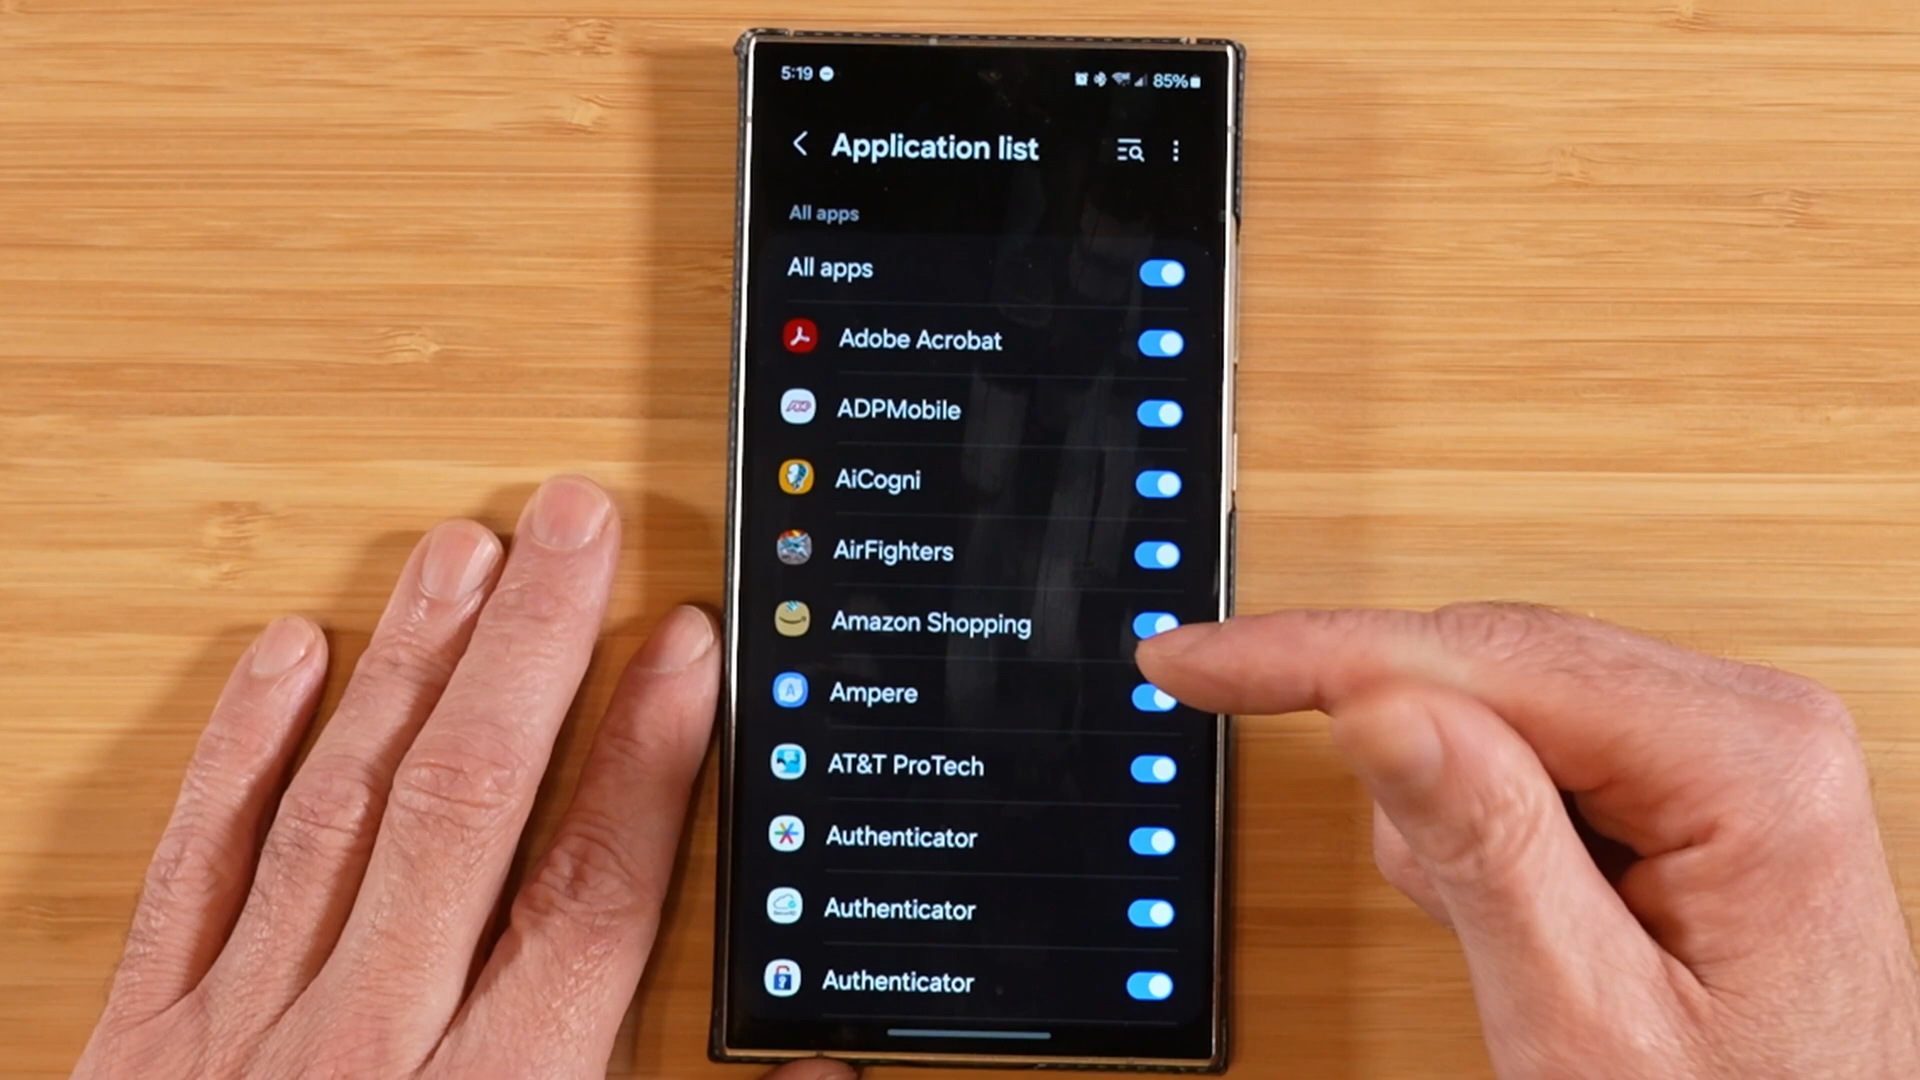 5:19
85%
Application list
All apps
All apps
Adobe Acrobat
ADPMobile
AiCogni
AirFighters
Amazon Shopping
Ampere
AT&T ProTech
Authenticator
Authenticator
Authenticator